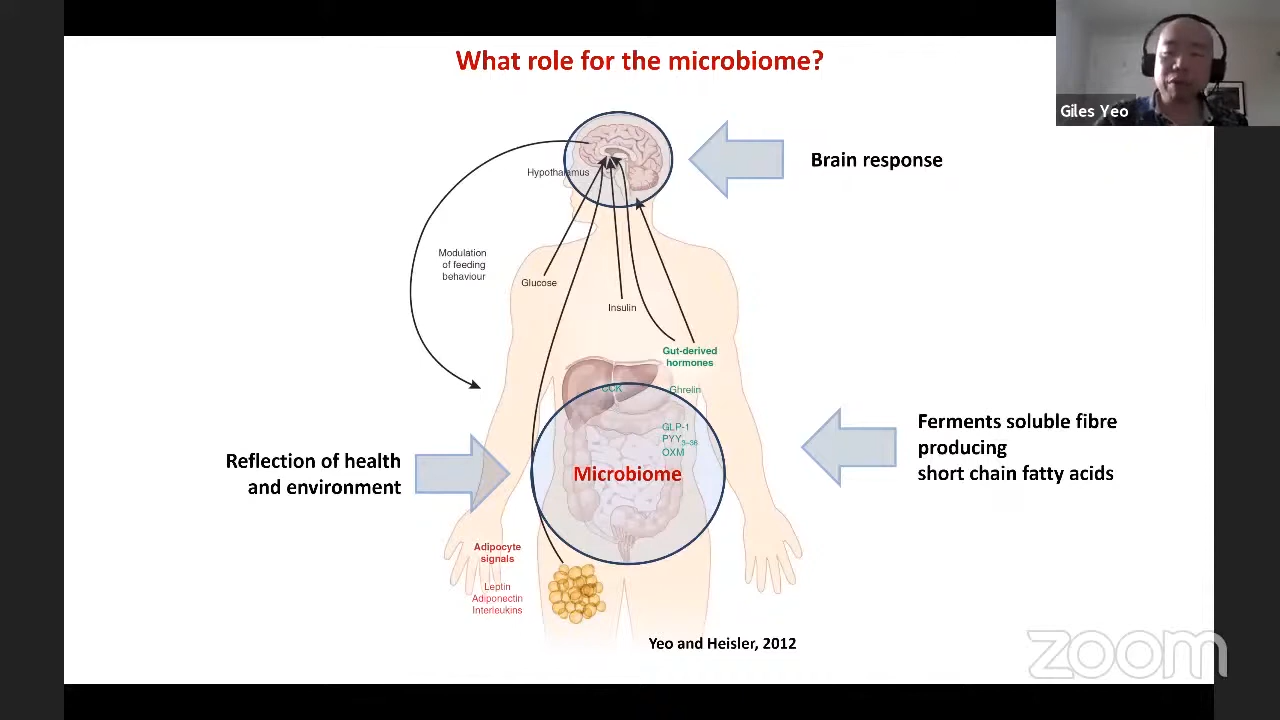 What role for the microbiome?
Giles Yeo
Brain response
Hypothalamus
Modulation
of feeding
behaviour
Glucose
Insulin
Gut-derived
hormones
CCK
Ghrelin
GLP-1
PYY3–36
OXM
Microbiome
Reflection of health
and environment
Ferments soluble fibre
producing
short chain fatty acids
Adipocyte
signals
Leptin
Adiponectin
Interleukins
Yeo and Heisler, 2012
zoom